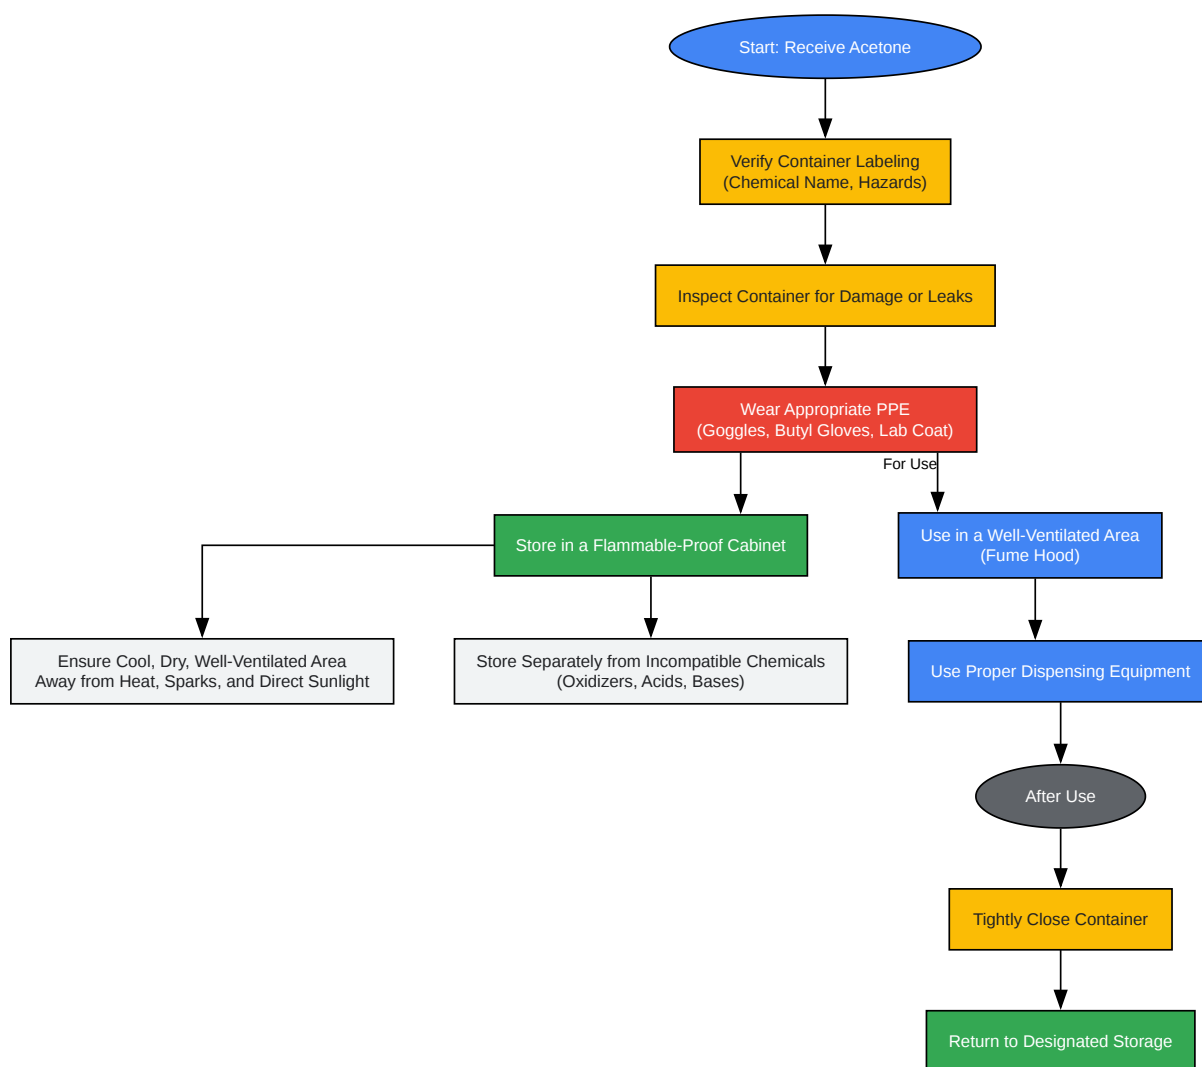 Start: Receive Acetone
Verify Container Labeling
(Chemical Name, Hazards)
Inspect Container for Damage or Leaks
Wear Appropriate PPE
(Goggles, Butyl Gloves, Lab Coat)
For Use
Store in a Flammable-Proof Cabinet
Use in a Well-Ventilated Area
(Fume Hood)
Ensure Cool, Dry, Well-Ventilated Area
Away from Heat, Sparks, and Direct Sunlight
Store Separately from Incompatible Chemicals
(Oxidizers, Acids, Bases)
Use Proper Dispensing Equipment
After Use
Tightly Close Container
Return to Designated Storage